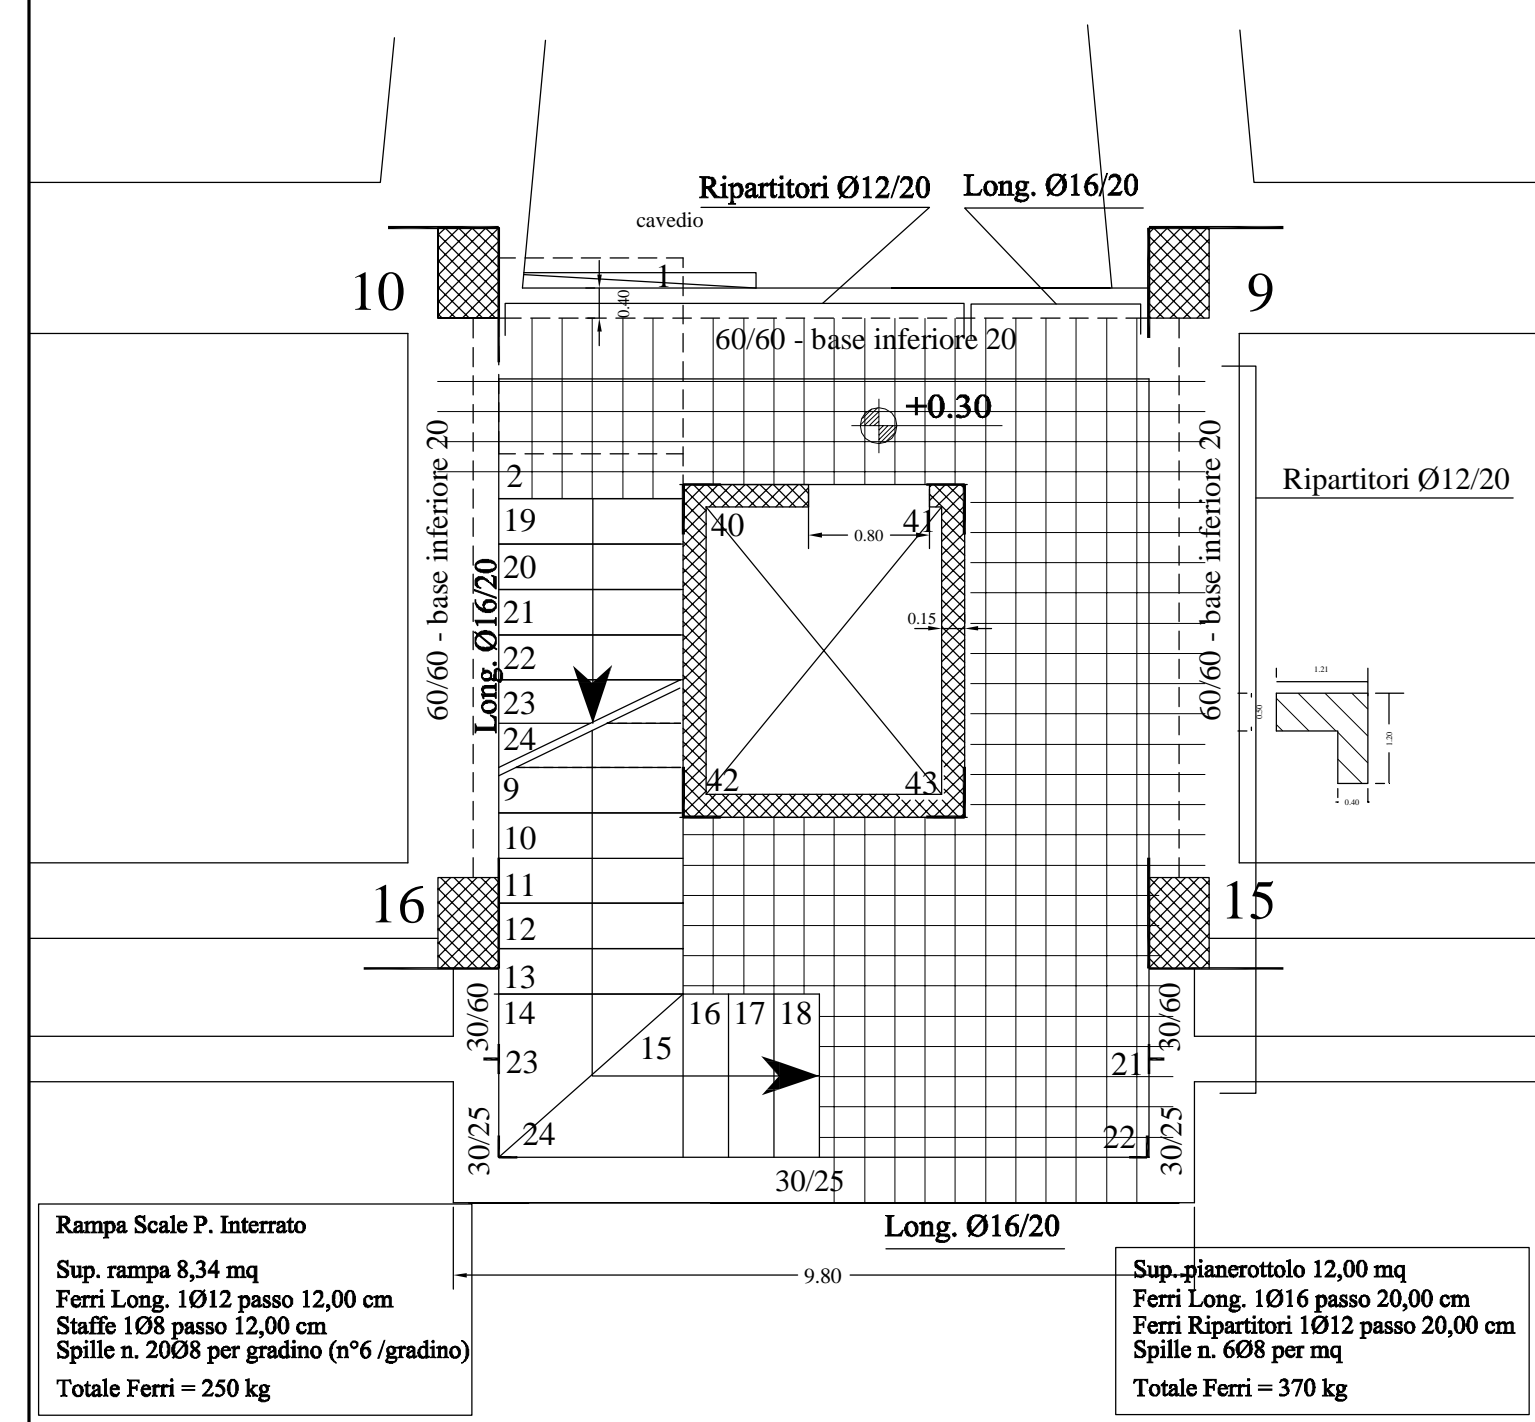 Ripartitori Ø12/20
Long. Ø16/20
cavedio
1
10
9
0.40
60/60 - base inferiore 20
+0.30
60/60 - base inferiore 20
60/60 - base inferiore 20
Ripartitori Ø12/20
2
19
40
41
0.80
Long. Ø16/20
20
21
0.15
22
23
24
1.21
0.50
1.20
0.40
42
43
9
10
11
16
15
12
13
14
16
17
18
30/60
30/60
15
23
21
24
22
30/25
30/25
30/25
Long. Ø16/20
9.80
Rampa Scale P. Interrato
Sup. rampa 8,34 mq
Ferri Long. 1Ø12 passo 12,00 cm
Staffe 1Ø8 passo 12,00 cm
Spille n. 20Ø8 per gradino (n°6 /gradino)
Totale Ferri = 250 kg
Sup. pianerottolo 12,00 mq
Ferri Long. 1Ø16 passo 20,00 cm
Ferri Ripartitori 1Ø12 passo 20,00 cm
Spille n. 6Ø8 per mq
Totale Ferri = 370 kg